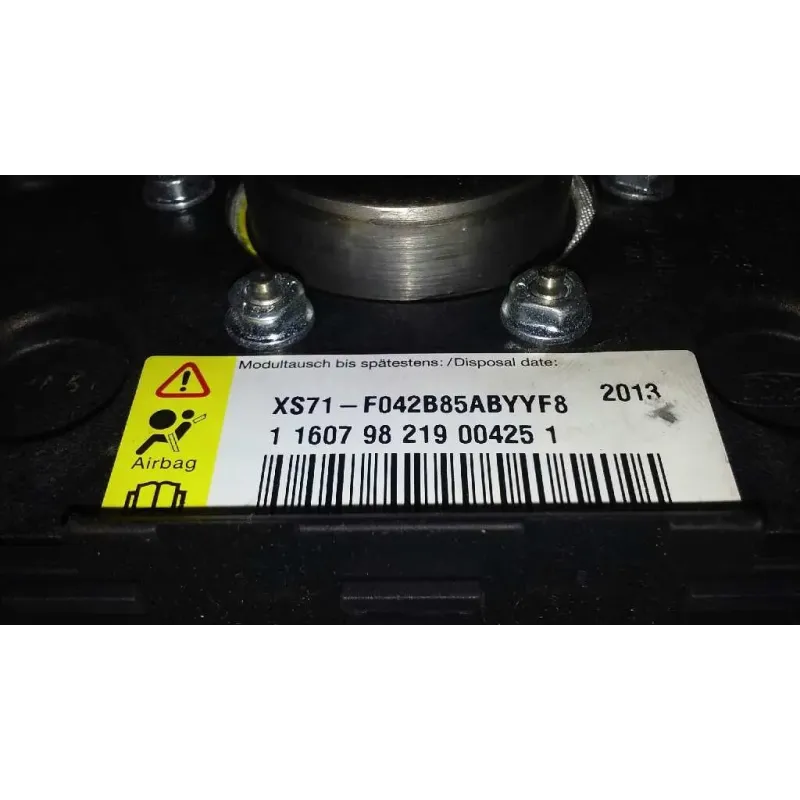 Modultausch bis spätestens:/Disposal date:
XS71-F042B85ABYYF8 2013
1 1607 98 219 00425 1
Airbag